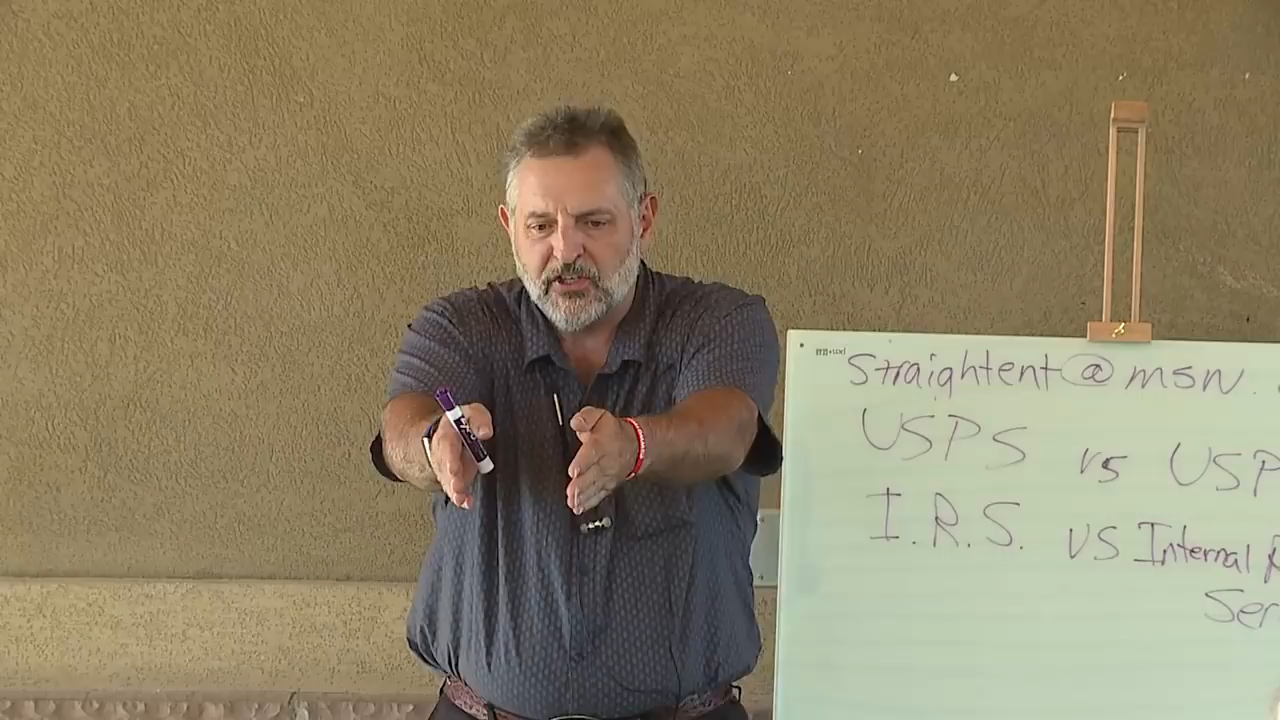 Straightent@msn.
USPS vs USP
I.R.S. vs Internal R
Ser